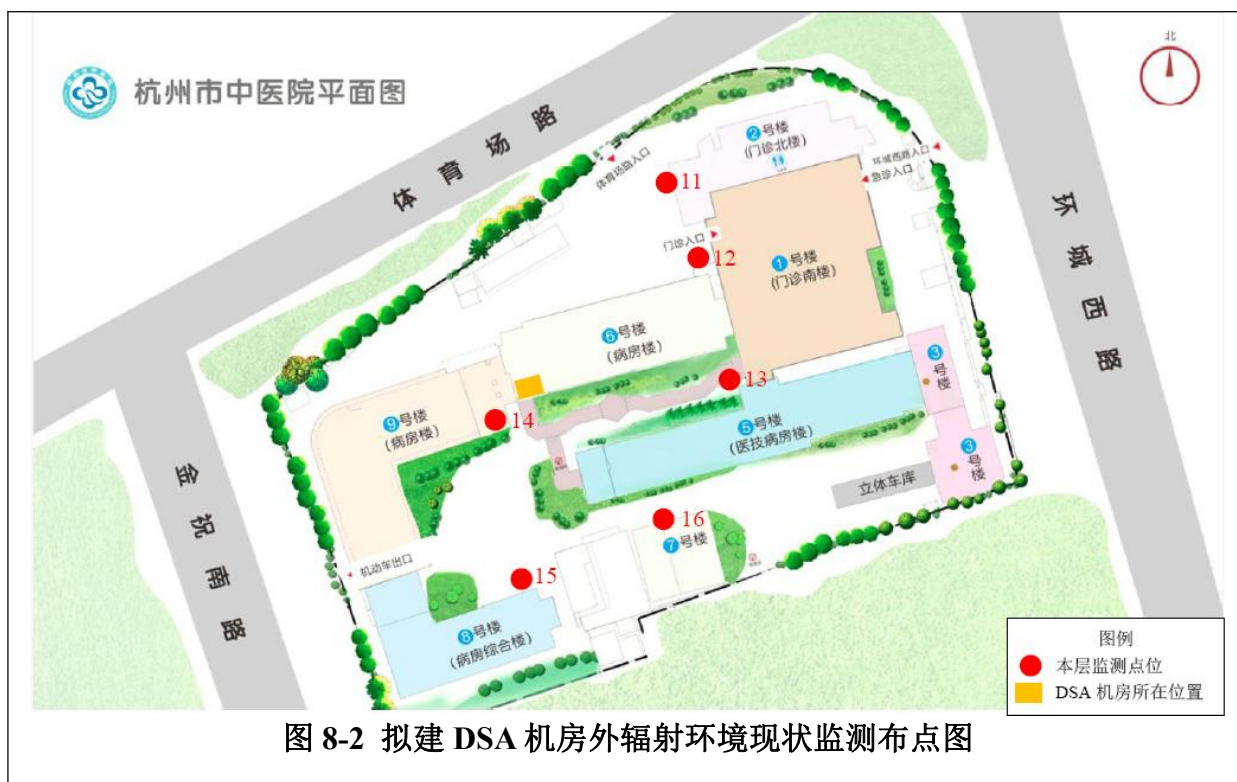 北
杭州市中医院平面图
体育场路
体育场路入口
②号楼
(门诊北楼)
环城西路入口
急诊入口
11
门诊入口
12
①号楼
(门诊南楼)
环城西路
⑥号楼
(病房楼)
③号楼
13
14
⑨号楼
(病房楼)
⑤号楼
(医技病房楼)
③号楼
立体车库
金祝南路
16
⑦号楼
机动车出口
15
⑧号楼
(病房综合楼)
图例
本层监测点位
DSA 机房所在位置
图 8-2 拟建 DSA 机房外辐射环境现状监测布点图